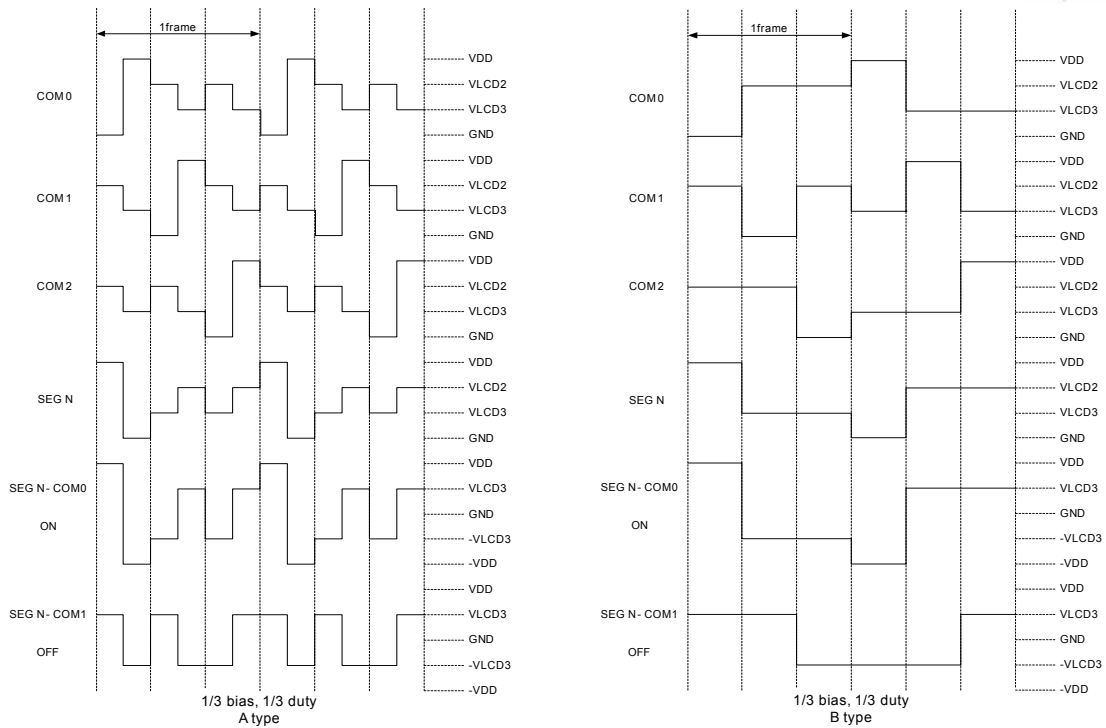 1frame
COM0
VDD
VLCD2
VLCD3
GND
COM1
VDD
VLCD2
VLCD3
GND
COM2
VDD
VLCD2
VLCD3
GND
SEG N
VDD
VLCD2
VLCD3
GND
SEG N- COM0
ON
VDD
VLCD3
GND
-VLCD3
-VDD
SEG N- COM1
OFF
VDD
VLCD3
GND
-VLCD3
-VDD
1/3 bias, 1/3 duty
A type
1frame
COM0
VDD
VLCD2
VLCD3
GND
COM1
VDD
VLCD2
VLCD3
GND
COM2
VDD
VLCD2
VLCD3
GND
SEG N
VDD
VLCD2
VLCD3
GND
SEG N- COM0
ON
VDD
VLCD3
GND
-VLCD3
-VDD
SEG N- COM1
OFF
VDD
VLCD3
GND
-VLCD3
-VDD
1/3 bias, 1/3 duty
B type